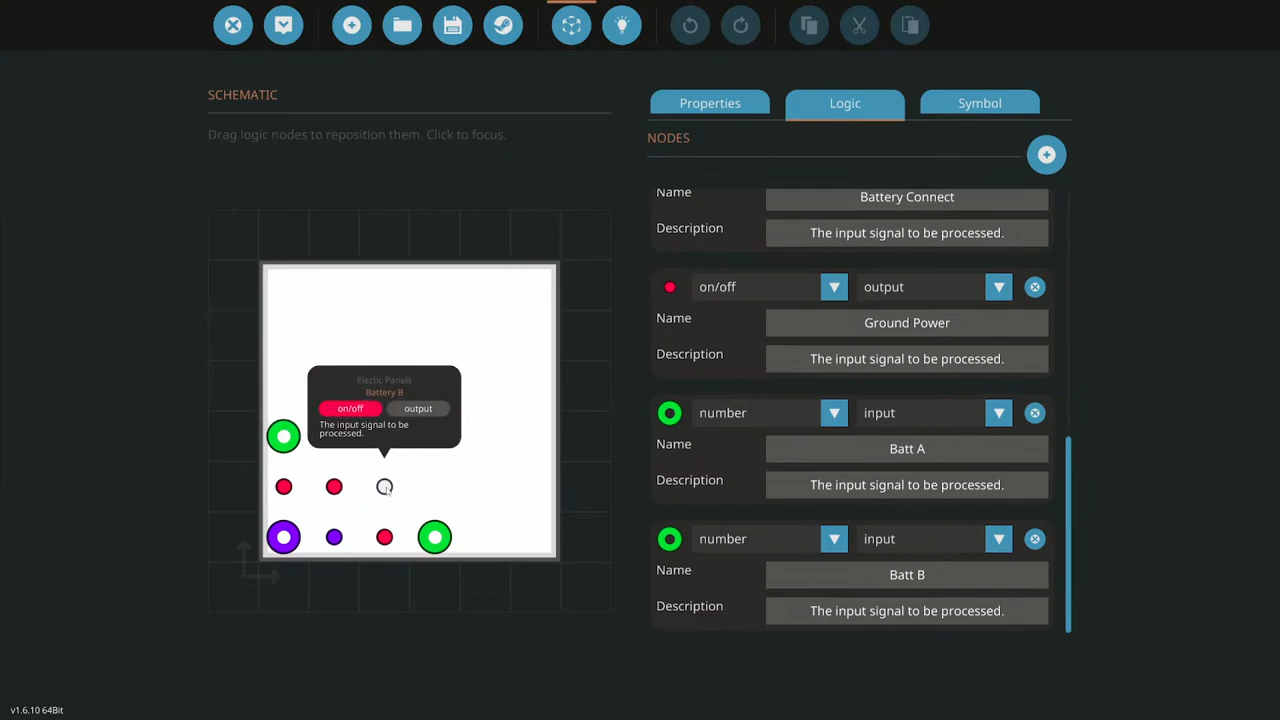 SCHEMATIC
Drag logic nodes to reposition them. Click to focus.
Electic Panels
Battery B
on/off output
The input signal to be
processed.
Properties Logic Symbol
NODES
Name Battery Connect
Description The input signal to be processed.
on/off output
Name Ground Power
Description The input signal to be processed.
number input
Name Batt A
Description The input signal to be processed.
number input
Name Batt B
Description The input signal to be processed.
v1.6.10 64Bit